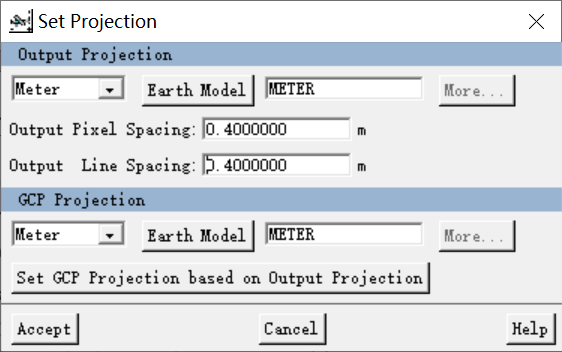 Set Projection
Output Projection
Meter Earth Model METER More...
Output Pixel Spacing: 0.4000000 m
Output Line Spacing: 0.4000000 m
GCP Projection
Meter Earth Model METER More...
Set GCP Projection based on Output Projection
Accept Cancel Help